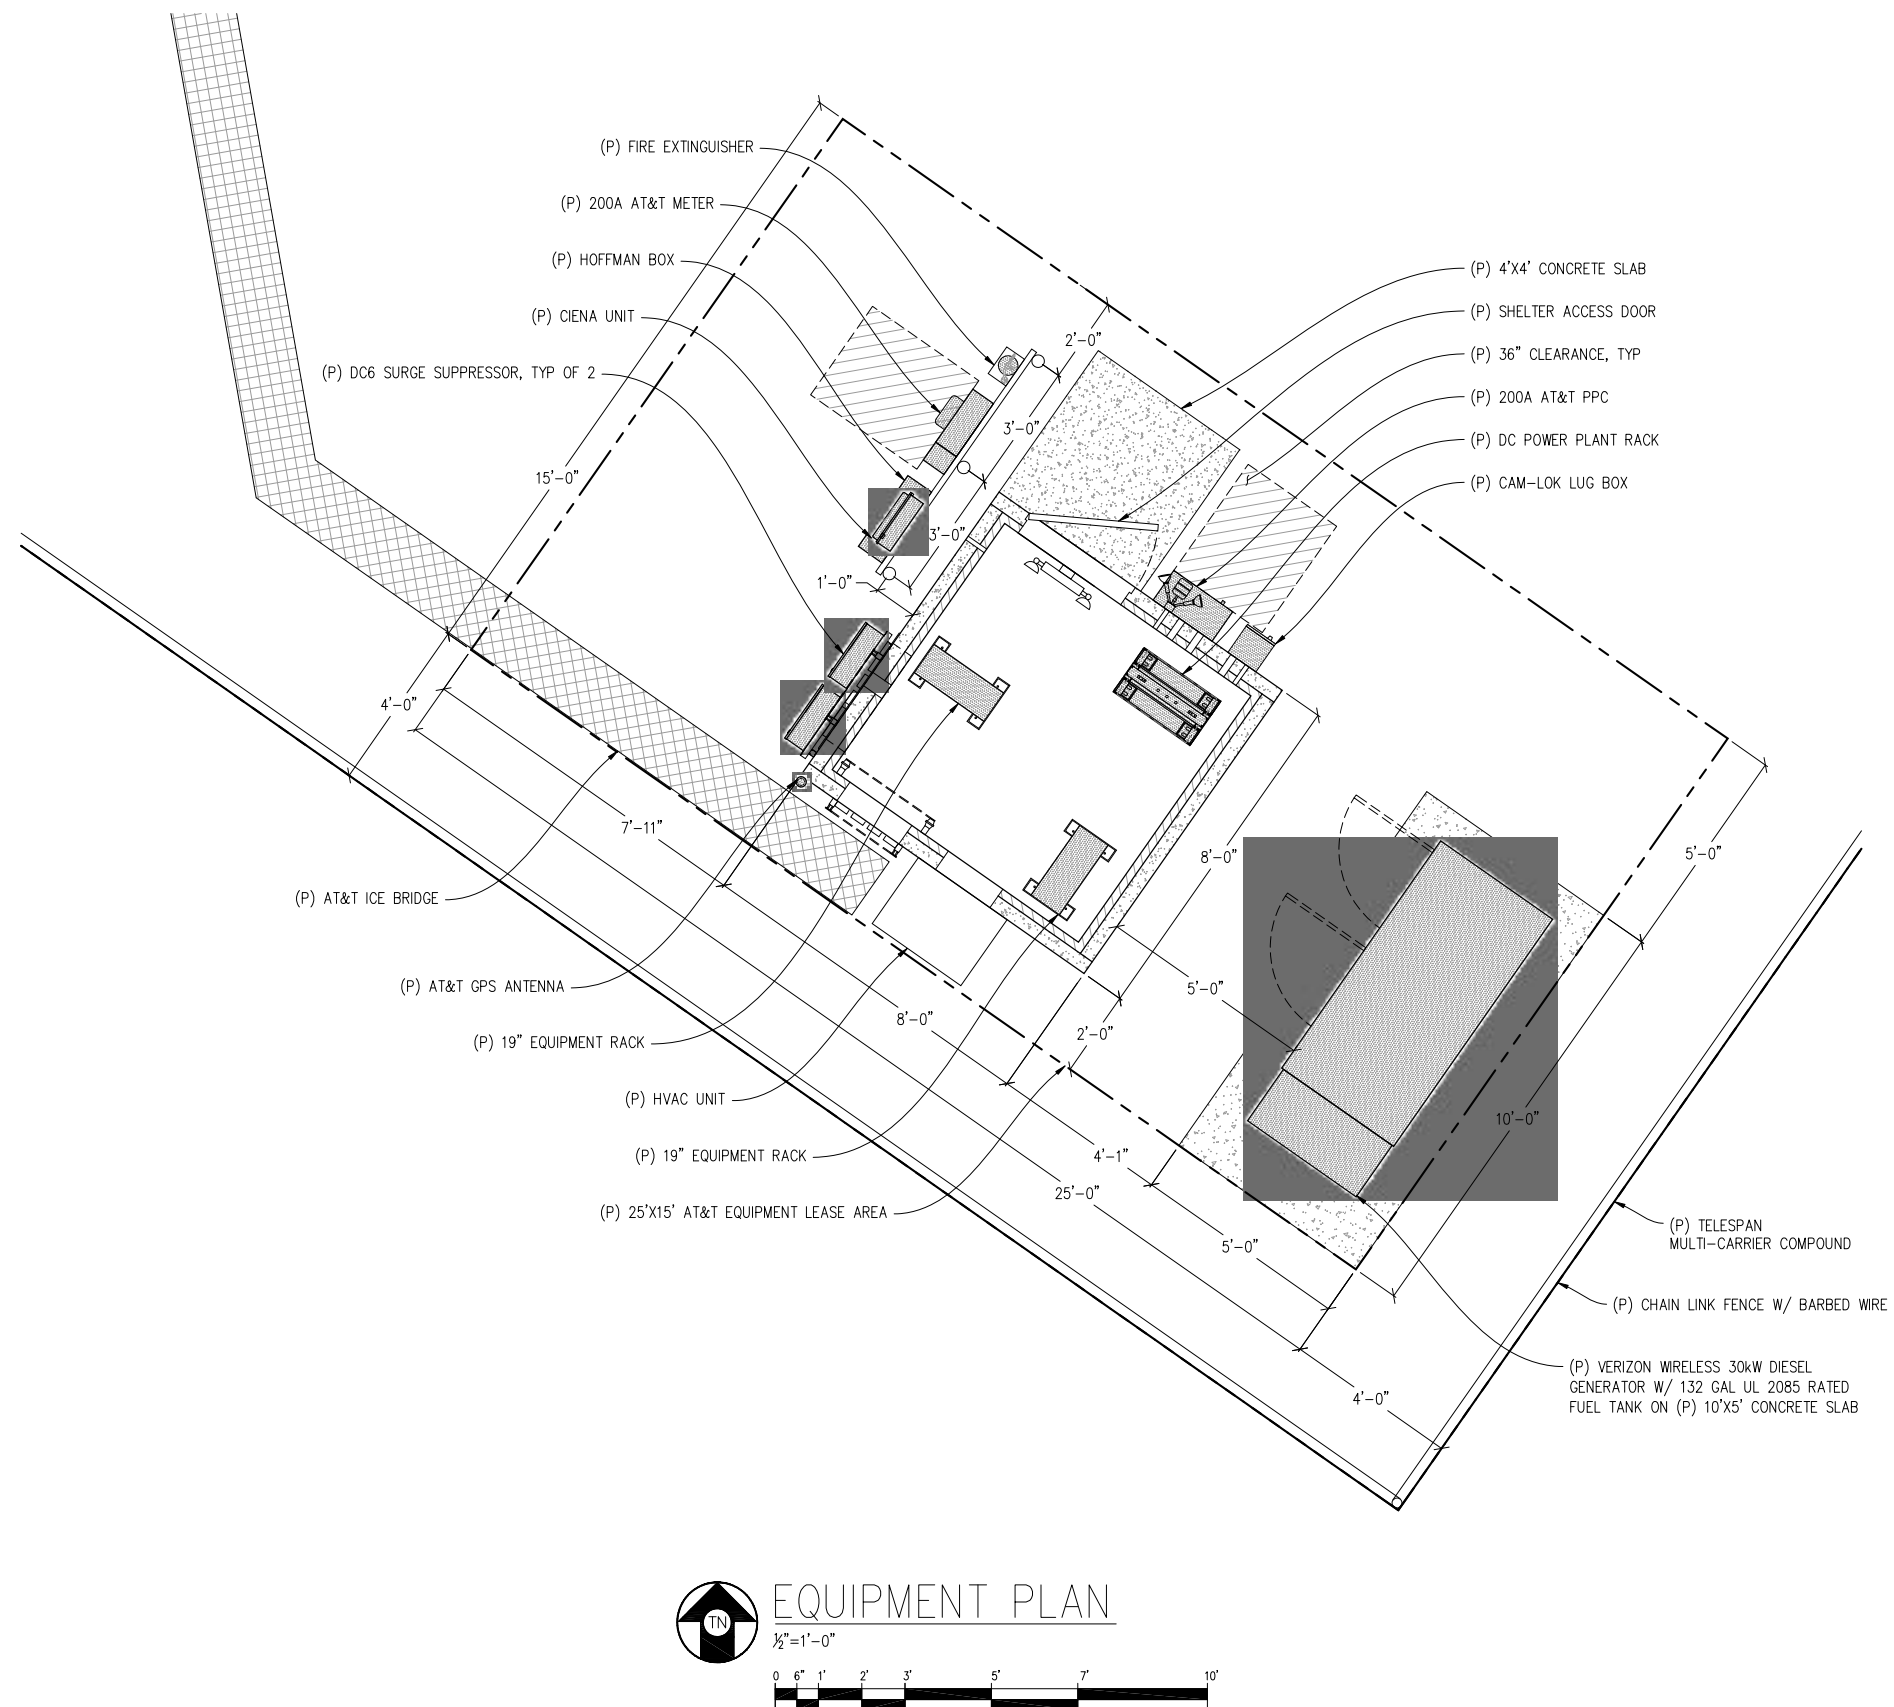 (P) FIRE EXTINGUISHER
(P) 200A AT&T METER
(P) HOFFMAN BOX
(P) CIENA UNIT
(P) DC6 SURGE SUPPRESSOR, TYP OF 2
(P) 4'X4' CONCRETE SLAB
(P) SHELTER ACCESS DOOR
(P) 36" CLEARANCE, TYP
(P) 200A AT&T PPC
(P) DC POWER PLANT RACK
(P) CAM-LOK LUG BOX
2'-0"
3'-0"
15'-0"
3'-0"
1'-0"
4'-0"
7'-11"
8'-0"
5'-0"
(P) AT&T ICE BRIDGE
(P) AT&T GPS ANTENNA
5'-0"
8'-0"
2'-0"
(P) 19" EQUIPMENT RACK
(P) HVAC UNIT
10'-0"
(P) 19" EQUIPMENT RACK
4'-1"
25'-0"
(P) 25'X15' AT&T EQUIPMENT LEASE AREA
5'-0"
(P) TELESPAN
MULTI-CARRIER COMPOUND
(P) CHAIN LINK FENCE W/ BARBED WIRE
(P) VERIZON WIRELESS 30kW DIESEL
GENERATOR W/ 132 GAL UL 2085 RATED
FUEL TANK ON (P) 10'X5' CONCRETE SLAB
4'-0"
TN
EQUIPMENT PLAN
½"=1'-0"
0 6" 1' 2' 3' 5' 7' 10'